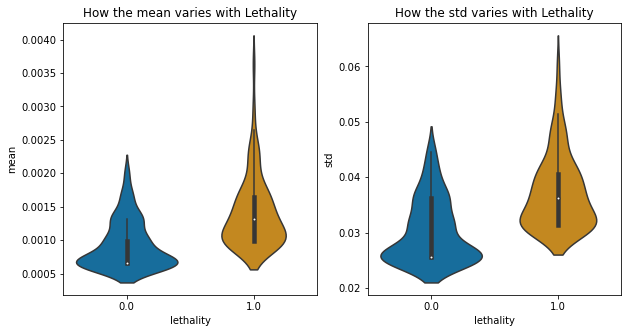 How the mean varies with Lethality
mean
0.0040
0.0035
0.0030
0.0025
0.0020
0.0015
0.0010
0.0005
0.0
1.0
lethality
How the std varies with Lethality
std
0.06
0.05
0.04
0.03
0.02
0.0
1.0
lethality